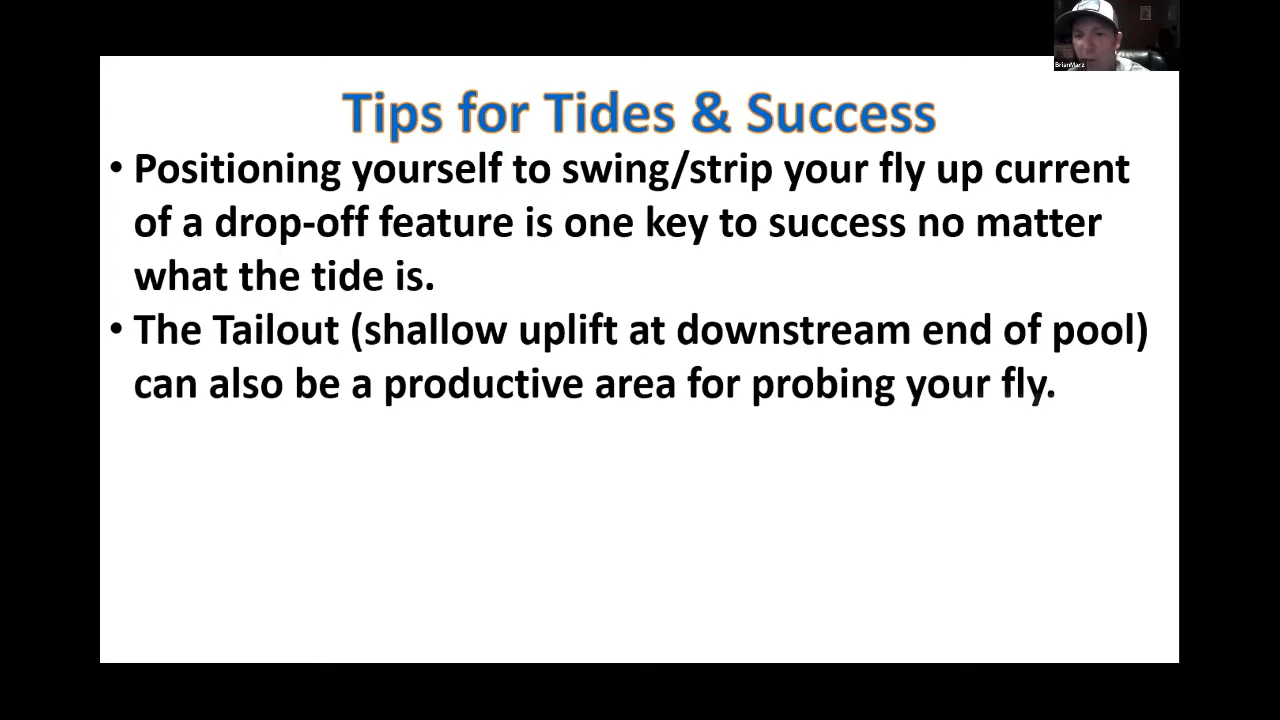 BrianMarz
Tips for Tides & Success
• Positioning yourself to swing/strip your fly up current
of a drop-off feature is one key to success no matter
what the tide is.
• The Tailout (shallow uplift at downstream end of pool)
can also be a productive area for probing your fly.